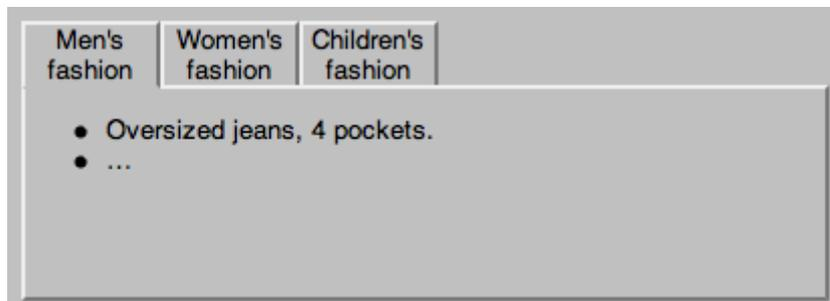 Men's
fashion
Women's
fashion
Children's
fashion
• Oversized jeans, 4 pockets.
• ...